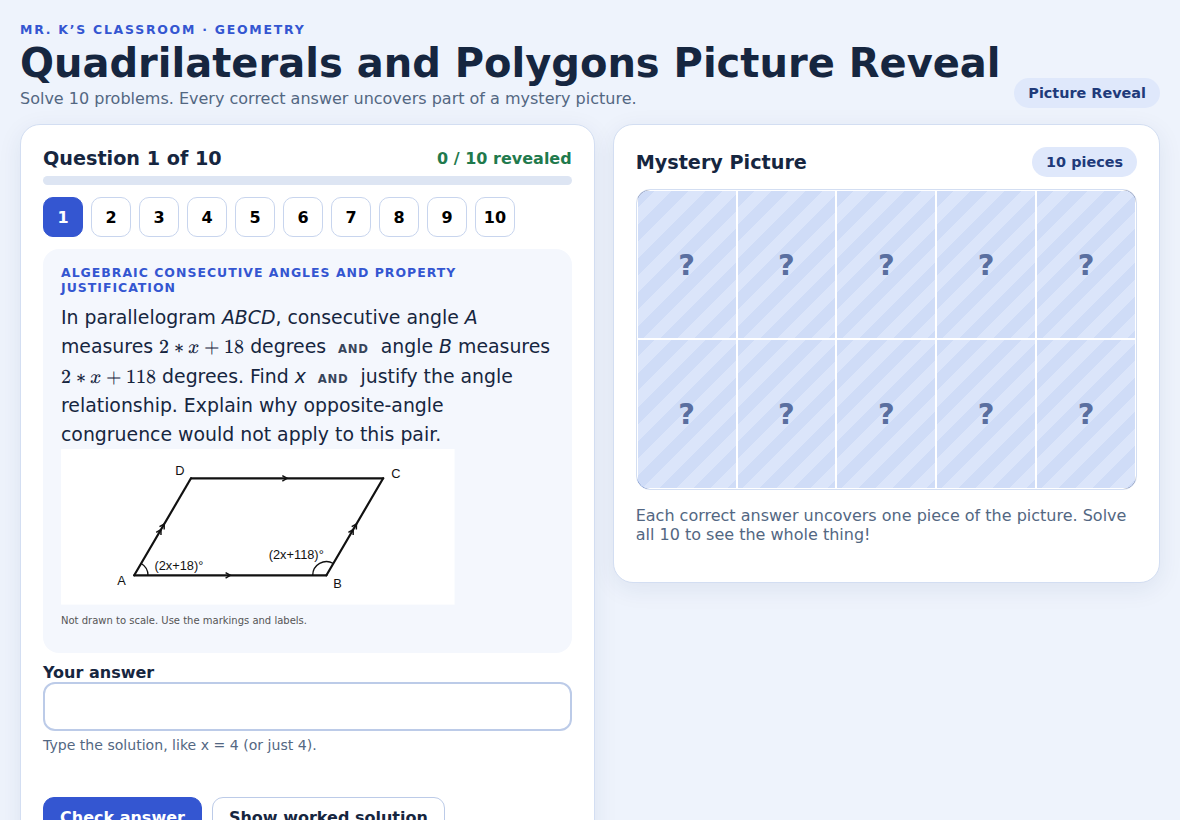 MR. K’S CLASSROOM · GEOMETRY
Quadrilaterals and Polygons Picture Reveal
Solve 10 problems. Every correct answer uncovers part of a mystery picture.
Picture Reveal
Question 1 of 10
0 / 10 revealed
1 2 3 4 5 6 7 8 9 10
ALGEBRAIC CONSECUTIVE ANGLES AND PROPERTY
JUSTIFICATION
In parallelogram ABCD, consecutive angle A
measures 2 ∗ x + 18 degrees AND angle B measures
2 ∗ x + 118 degrees. Find x AND justify the angle
relationship. Explain why opposite-angle
congruence would not apply to this pair.
D
C
(2x+118)°
(2x+18)°
A
B
Not drawn to scale. Use the markings and labels.
Your answer
Type the solution, like x = 4 (or just 4).
Check answer
Show worked solution
Mystery Picture
10 pieces
? ? ? ? ?
? ? ? ? ?
Each correct answer uncovers one piece of the picture. Solve
all 10 to see the whole thing!